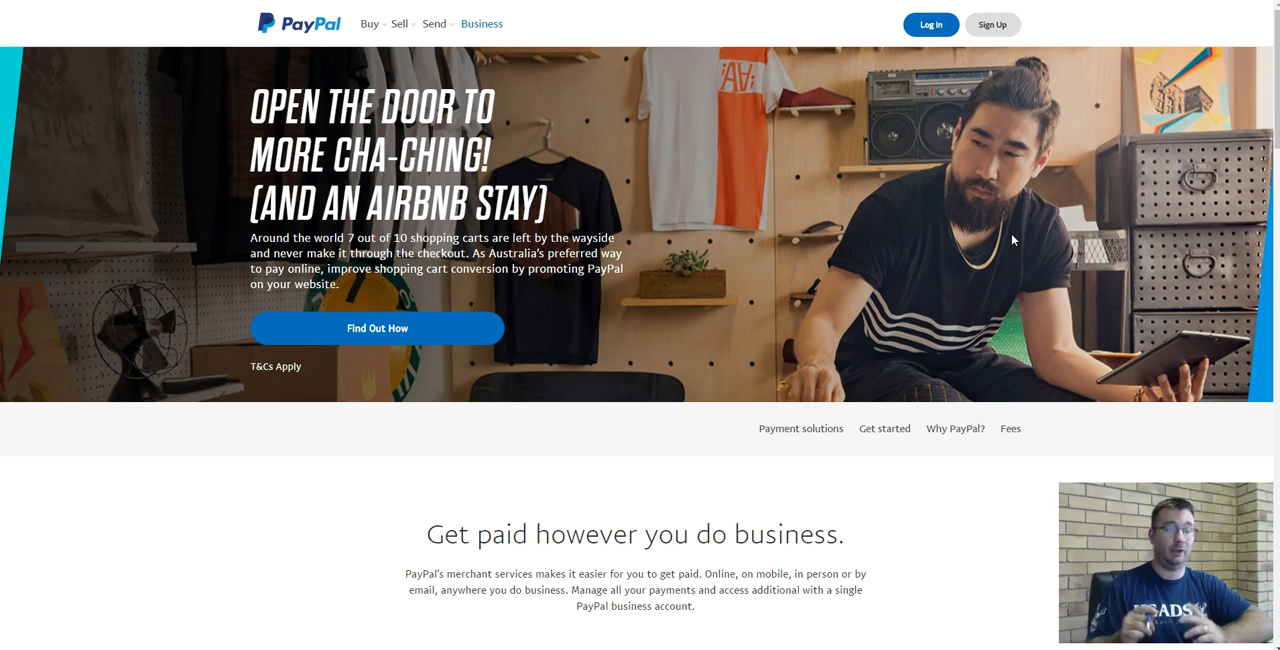 PayPal Buy Sell Send Business Log In Sign Up
OPEN THE DOOR TO
MORE CHA-CHING!
(AND AN AIRBNB STAY)
Around the world 7 out of 10 shopping carts are left by the wayside
and never make it through the checkout. As Australia's preferred way
to pay online, improve shopping cart conversion by promoting PayPal
on your website.
Find Out How
T&Cs Apply
Payment solutions Get started Why PayPal? Fees
Get paid however you do business.
PayPal's merchant services makes it easier for you to get paid. Online, on mobile, in person or by
email, anywhere you do business. Manage all your payments and access additional with a single
PayPal business account.
HEADS